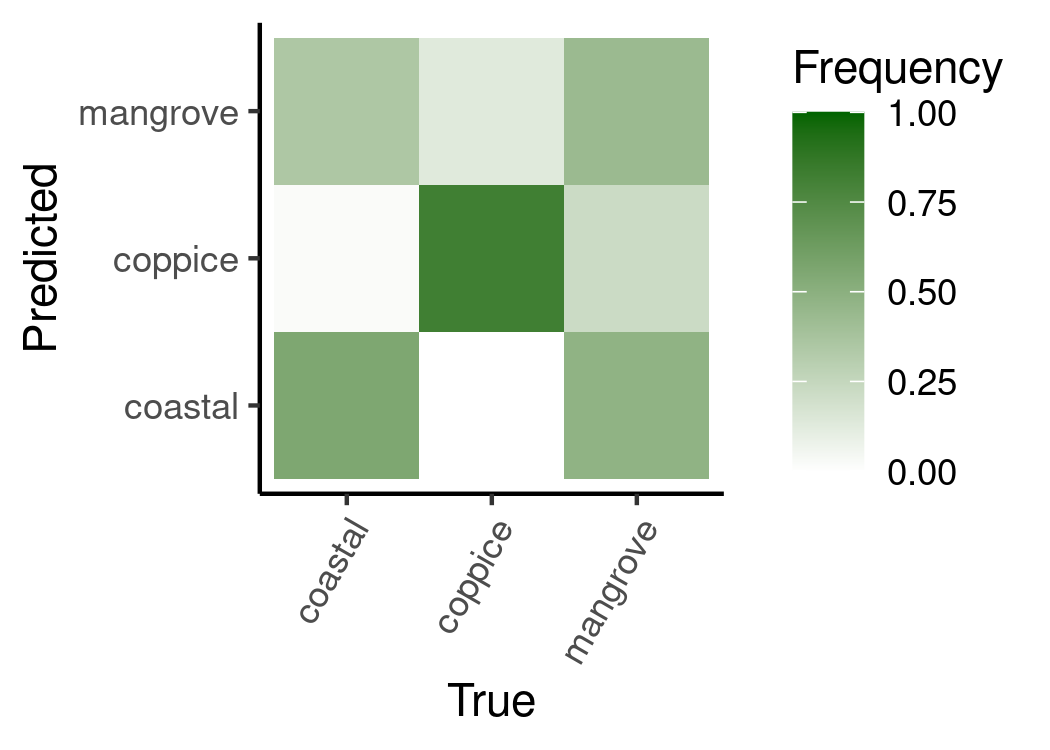 Frequency
1.00
0.75
0.50
0.25
0.00
Predicted
mangrove
coppice
coastal
coastal
coppice
mangrove
True